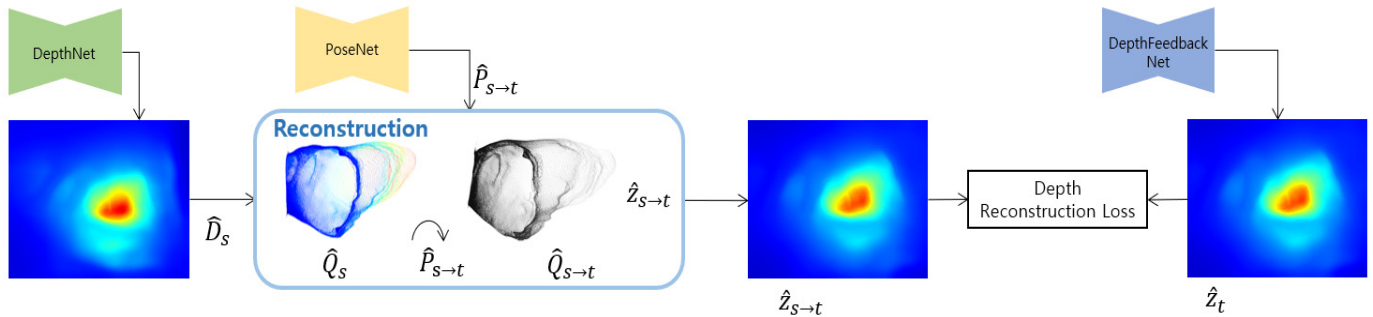 DepthNet
PoseNet
DepthFeedback
Net
P̂ₛ→ₜ
Reconstruction
ẑₛ→ₜ
D̂ₛ
Q̂ₛ
P̂ₛ→ₜ
Q̂ₛ→ₜ
ẑₛ→ₜ
Depth
Reconstruction Loss
ẑₜ